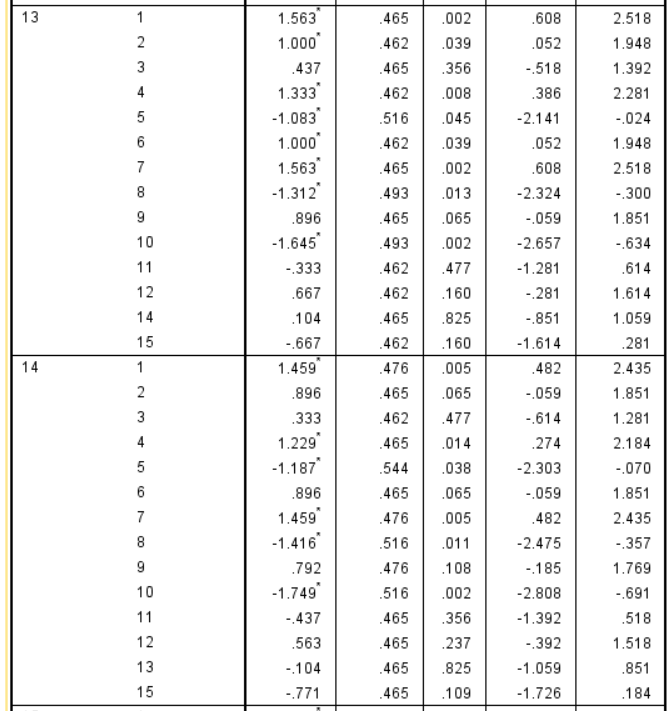 13 1 1.563* .465 .002 .608 2.518
2 1.000* .462 .039 .052 1.948
3 .437 .465 .356 -.518 1.392
4 1.333* .462 .008 .386 2.281
5 -1.083* .516 .045 -2.141 -.024
6 1.000* .462 .039 .052 1.948
7 1.563* .465 .002 .608 2.518
8 -1.312* .493 .013 -2.324 -.300
9 .896 .465 .065 -.059 1.851
10 -1.645* .493 .002 -2.657 -.634
11 -.333 .462 .477 -1.281 .614
12 .667 .462 .160 -.281 1.614
14 .104 .465 .825 -.851 1.059
15 -.667 .462 .160 -1.614 .281
14 1 1.459* .476 .005 .482 2.435
2 .896 .465 .065 -.059 1.851
3 .333 .462 .477 -.614 1.281
4 1.229* .465 .014 .274 2.184
5 -1.187* .544 .038 -2.303 -.070
6 .896 .465 .065 -.059 1.851
7 1.459* .476 .005 .482 2.435
8 -1.416* .516 .011 -2.475 -.357
9 .792 .476 .108 -.185 1.769
10 -1.749* .516 .002 -2.808 -.691
11 -.437 .465 .356 -1.392 .518
12 .563 .465 .237 -.392 1.518
13 -.104 .465 .825 -1.059 .851
15 -.771 .465 .109 -1.726 .184